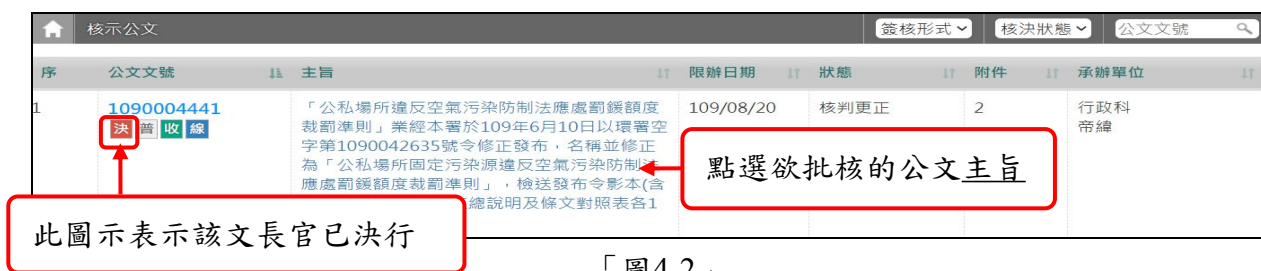 核示公文 簽核形式 核決狀態 公文文號
序 公文文號 主旨 限辦日期 狀態 附件 承辦單位
1 1090004441 「公私場所違反空氣污染防制法應處罰鍰額度 109/08/20 核判更正 2 行政科
決 普 收 線 裁罰準則」業經本署於109年6月10日以環署空 帝緯
字第1090042635號令修正發布，名稱並修正
為「公私場所固定污染源違反空氣污染防制法
應處罰鍰額度裁罰準則」，檢送發布令影本(含
總說明及條文對照表各1
點選欲批核的公文主旨
此圖示表示該文長官已決行
「圖4.2」